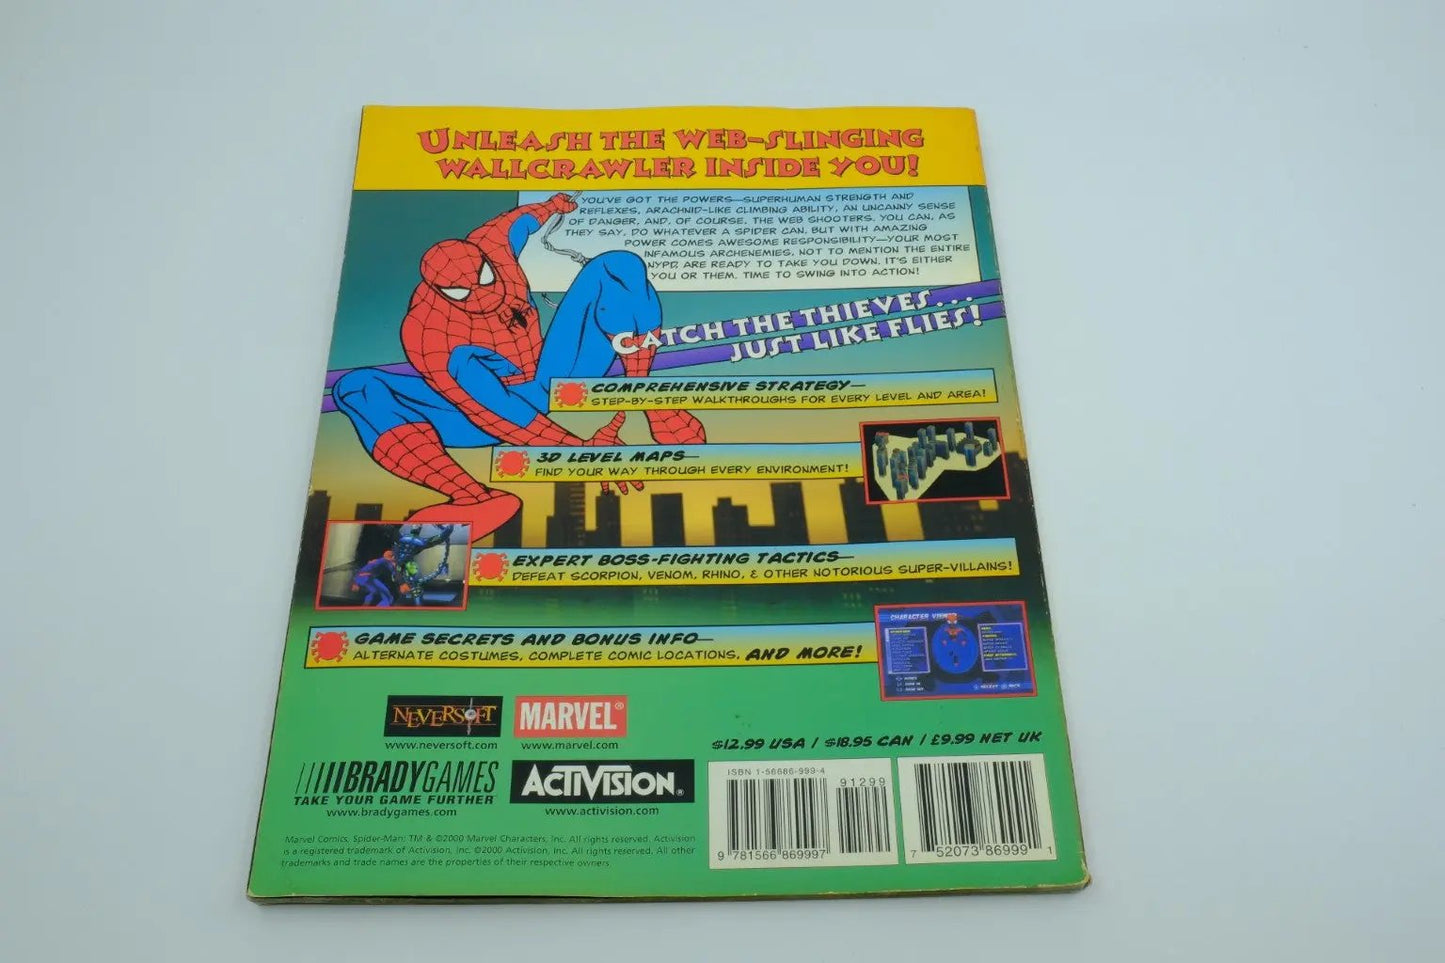 UNLEASH THE WEB-SLINGING
WALLCRAWLER INSIDE YOU!
YOU'VE GOT THE POWERS—SUPERHUMAN STRENGTH AND
REFLEXES, ARACHNID-LIKE CLIMBING ABILITY, AN UNCANNY SENSE
OF DANGER, AND, OF COURSE, THE WEB SHOOTERS. YOU CAN, AS
THEY SAY, DO WHATEVER A SPIDER CAN. BUT WITH AMAZING
POWER COMES AWESOME RESPONSIBILITY—YOUR MOST
INFAMOUS ARCHENEMIES, NOT TO MENTION THE ENTIRE
NYPD, ARE READY TO TAKE YOU DOWN. IT'S EITHER
YOU OR THEM. TIME TO SWING INTO ACTION!
CATCH THE THIEVES...
JUST LIKE FLIES!
COMPREHENSIVE STRATEGY—
STEP-BY-STEP WALKTHROUGHS FOR EVERY LEVEL AND AREA!
3D LEVEL MAPS—
FIND YOUR WAY THROUGH EVERY ENVIRONMENT!
EXPERT BOSS-FIGHTING TACTICS—
DEFEAT SCORPION, VENOM, RHINO, & OTHER NOTORIOUS SUPER-VILLAINS!
CHARACTER VIEWER
GAME SECRETS AND BONUS INFO—
ALTERNATE COSTUMES, COMPLETE COMIC LOCATIONS, AND MORE!
NEVERSOFT
www.neversoft.com
MARVEL®
www.marvel.com
$12.99 USA / $18.95 CAN / £9.99 NET UK
BRADYGAMES
TAKE YOUR GAME FURTHER
www.bradygames.com
ACTIVISION®
www.activision.com
ISBN 1-56686-999-4
91299
9 781566 869997
7 52073 86999 1
Marvel Comics, Spider-Man: TM & ©2000 Marvel Characters, Inc. All rights reserved. Activision
is a registered trademark of Activision, Inc. ©2000 Activision, Inc. All rights reserved. All other
trademarks and trade names are the properties of their respective owners.